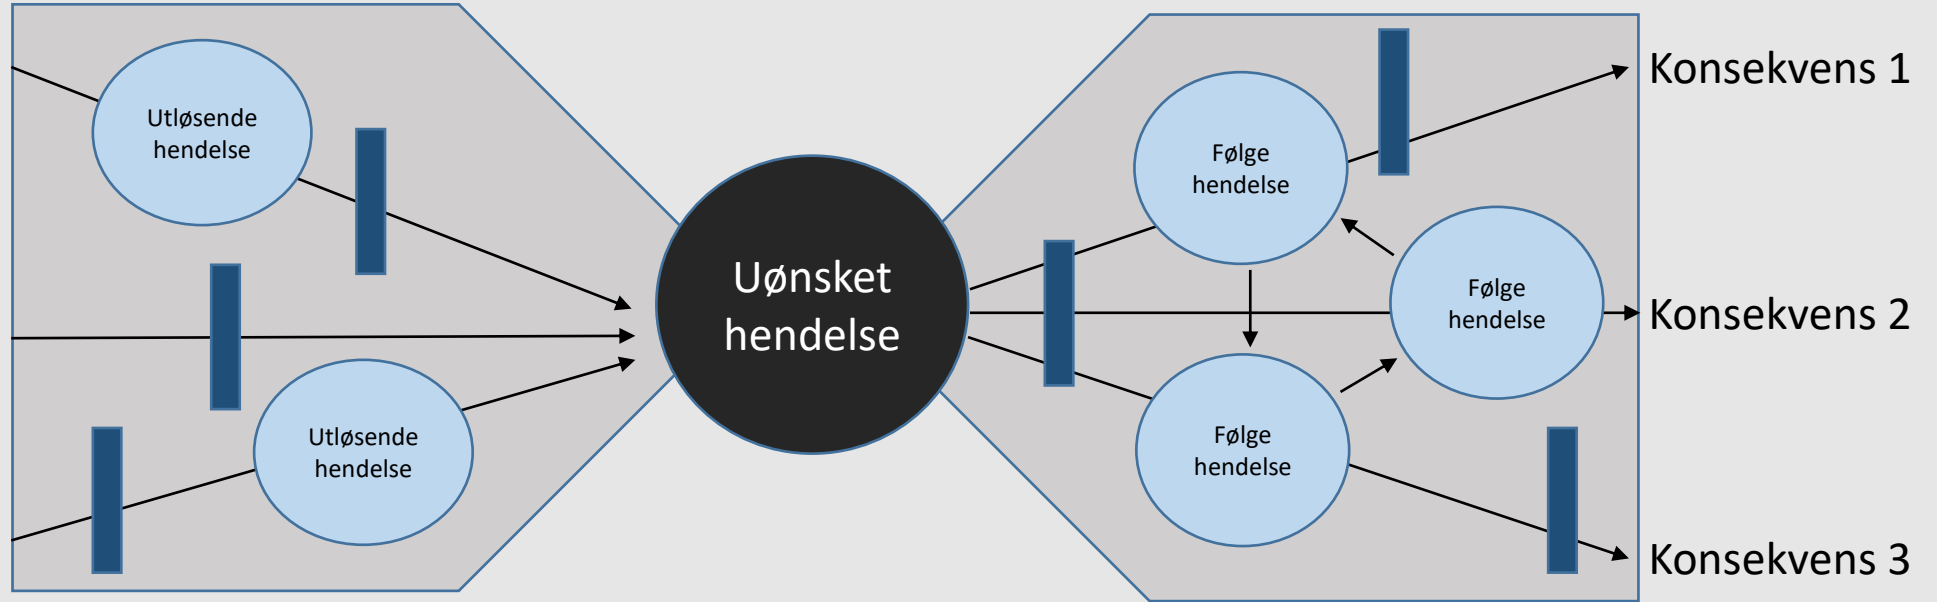 Utløsende
hendelse
Utløsende
hendelse
Uønsket
hendelse
Følge
hendelse
Følge
hendelse
Følge
hendelse
Konsekvens 1
Konsekvens 2
Konsekvens 3